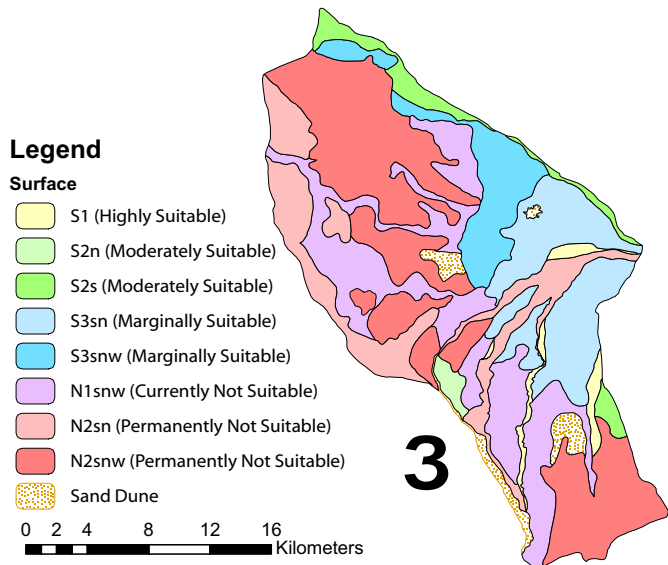 Legend
Surface
S1 (Highly Suitable)
S2n (Moderately Suitable)
S2s (Moderately Suitable)
S3sn (Marginally Suitable)
S3snw (Marginally Suitable)
N1snw (Currently Not Suitable)
N2sn (Permanently Not Suitable)
N2snw (Permanently Not Suitable)
Sand Dune
3
0 2 4 8 12 16
Kilometers